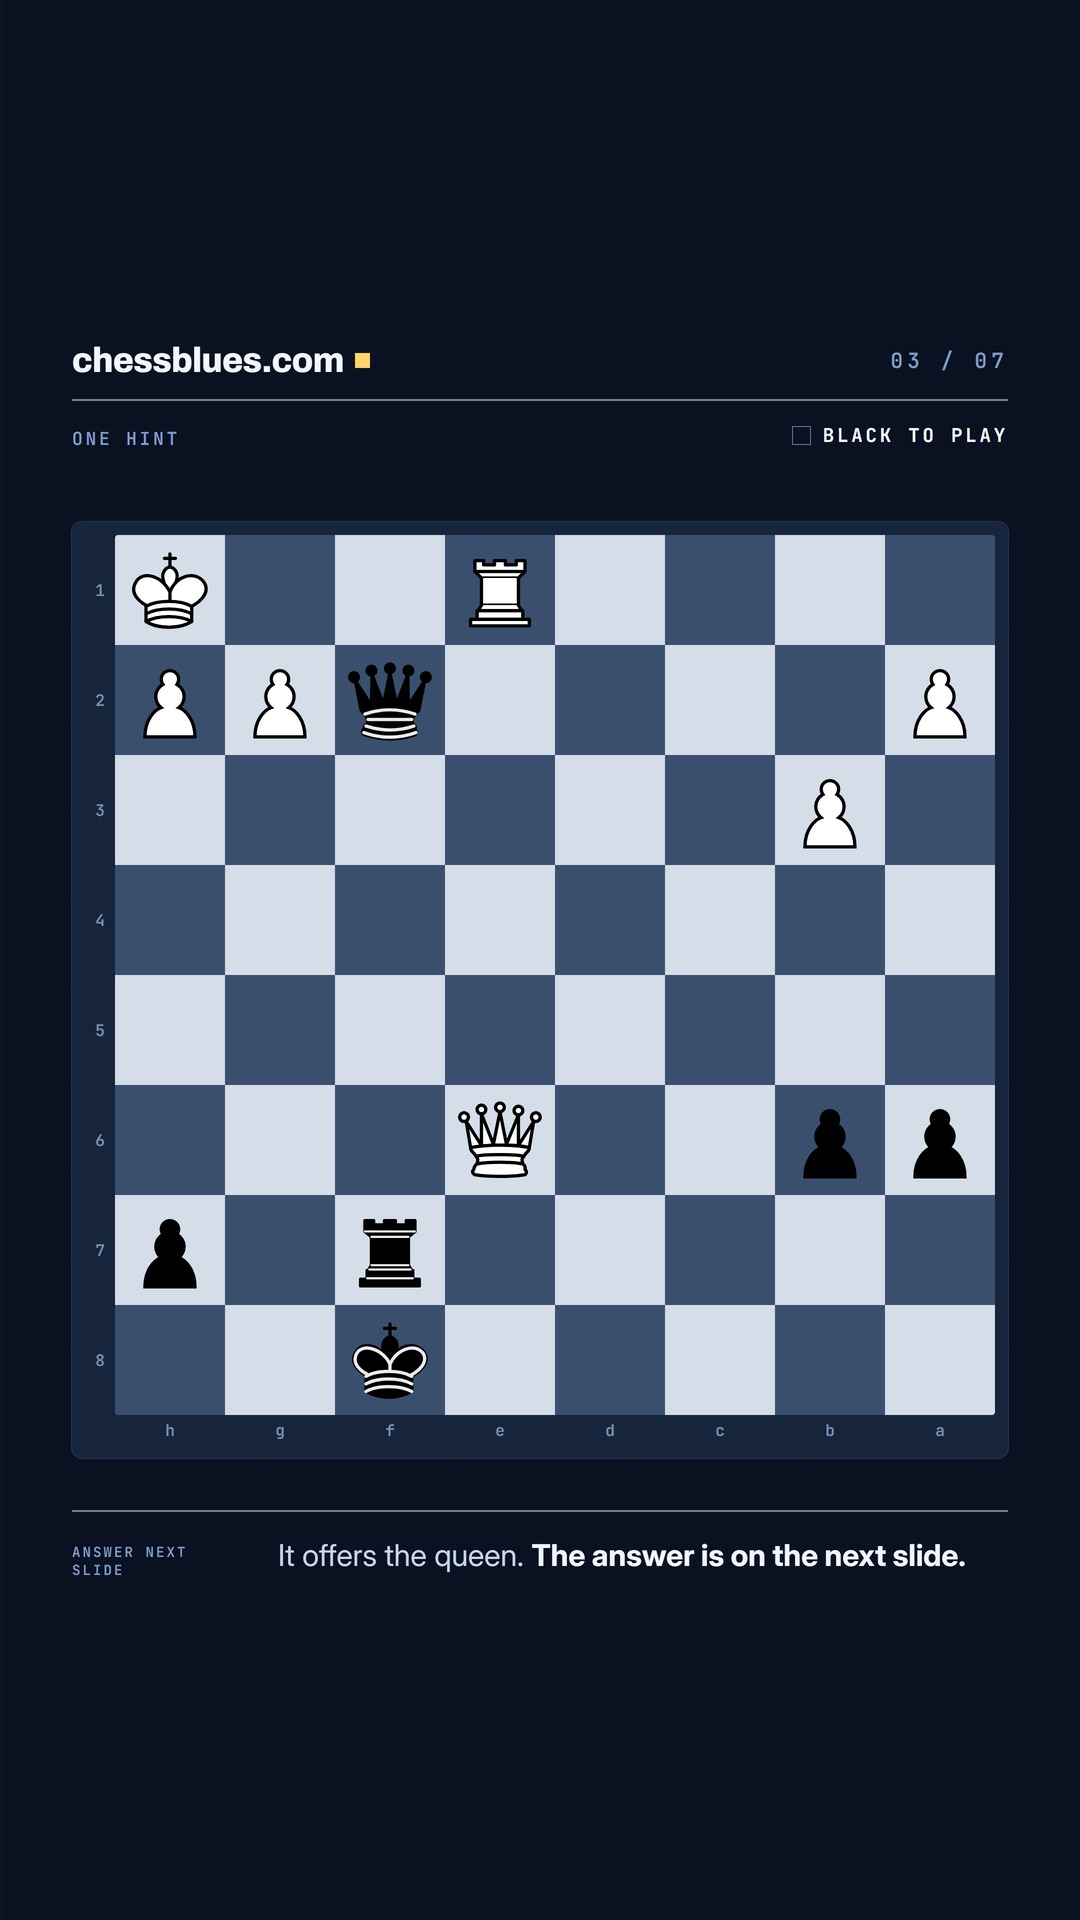 chessblues.com
03 / 07
ONE HINT
BLACK TO PLAY
1
2
3
4
5
6
7
8
h g f e d c b a
ANSWER NEXT
SLIDE
It offers the queen. The answer is on the next slide.